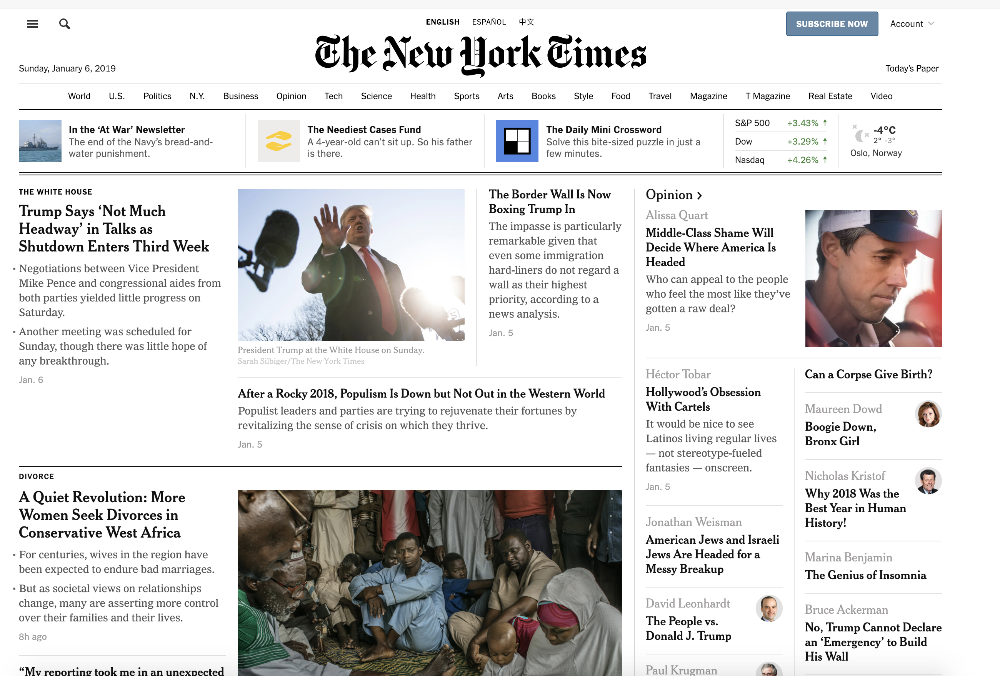 ENGLISH ESPAÑOL 中文
SUBSCRIBE NOW
Account
The New York Times
Sunday, January 6, 2019
Today's Paper
World U.S. Politics N.Y. Business Opinion Tech Science Health Sports Arts Books Style Food Travel Magazine T Magazine Real Estate Video
In the ‘At War’ Newsletter
The end of the Navy’s bread-and-
water punishment.
The Neediest Cases Fund
A 4-year-old can’t sit up. So his father
is there.
The Daily Mini Crossword
Solve this bite-sized puzzle in just a
few minutes.
S&P 500 +3.43%
Dow +3.29%
Nasdaq +4.26%
-4°C
2° -3°
Oslo, Norway
THE WHITE HOUSE
Trump Says ‘Not Much
Headway’ in Talks as
Shutdown Enters Third Week
• Negotiations between Vice President
Mike Pence and congressional aides from
both parties yielded little progress on
Saturday.
• Another meeting was scheduled for
Sunday, though there was little hope of
any breakthrough.
Jan. 6
President Trump at the White House on Sunday.
Sarah Silbiger/The New York Times
The Border Wall Is Now
Boxing Trump In
The impasse is particularly
remarkable given that
even some immigration
hard-liners do not regard a
wall as their highest
priority, according to a
news analysis.
Jan. 5
After a Rocky 2018, Populism Is Down but Not Out in the Western World
Populist leaders and parties are trying to rejuvenate their fortunes by
revitalizing the sense of crisis on which they thrive.
Jan. 5
DIVORCE
A Quiet Revolution: More
Women Seek Divorces in
Conservative West Africa
• For centuries, wives in the region have
been expected to endure bad marriages.
• But as societal views on relationships
change, many are asserting more control
over their families and their lives.
8h ago
“My reporting took me in an unexpected
Opinion
Alissa Quart
Middle-Class Shame Will
Decide Where America Is
Headed
Who can appeal to the people
who feel the most like they’ve
gotten a raw deal?
Jan. 5
Héctor Tobar
Hollywood’s Obsession
With Cartels
It would be nice to see
Latinos living regular lives
— not stereotype-fueled
fantasies — onscreen.
Jan. 5
Jonathan Weisman
American Jews and Israeli
Jews Are Headed for a
Messy Breakup
David Leonhardt
The People vs.
Donald J. Trump
Paul Krugman
Can a Corpse Give Birth?
Maureen Dowd
Boogie Down,
Bronx Girl
Nicholas Kristof
Why 2018 Was the
Best Year in Human
History!
Marina Benjamin
The Genius of Insomnia
Bruce Ackerman
No, Trump Cannot Declare
an ‘Emergency’ to Build
His Wall